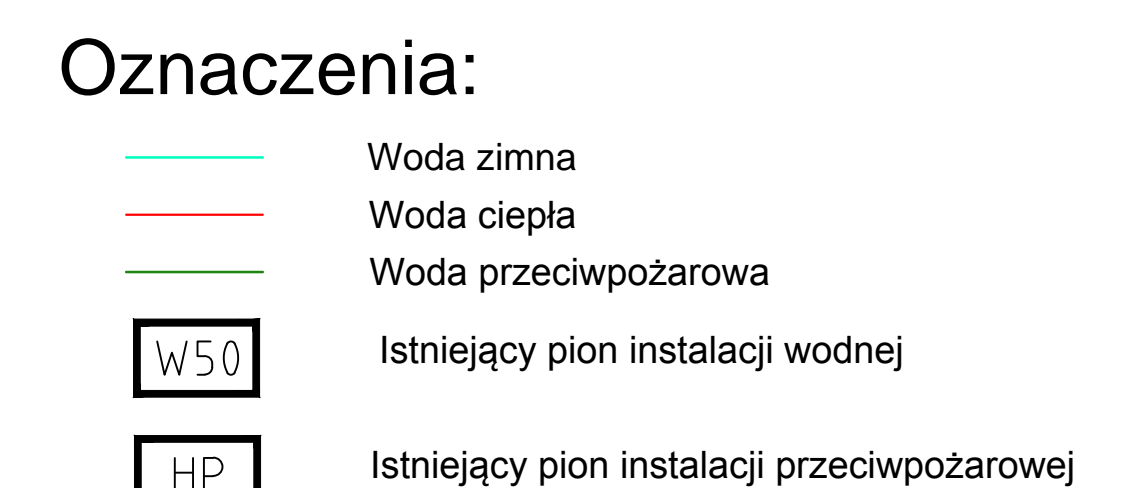 Oznaczenia:
Woda zimna
Woda ciepła
Woda przeciwpożarowa
W50 Istniejący pion instalacji wodnej
HP Istniejący pion instalacji przeciwpożarowej